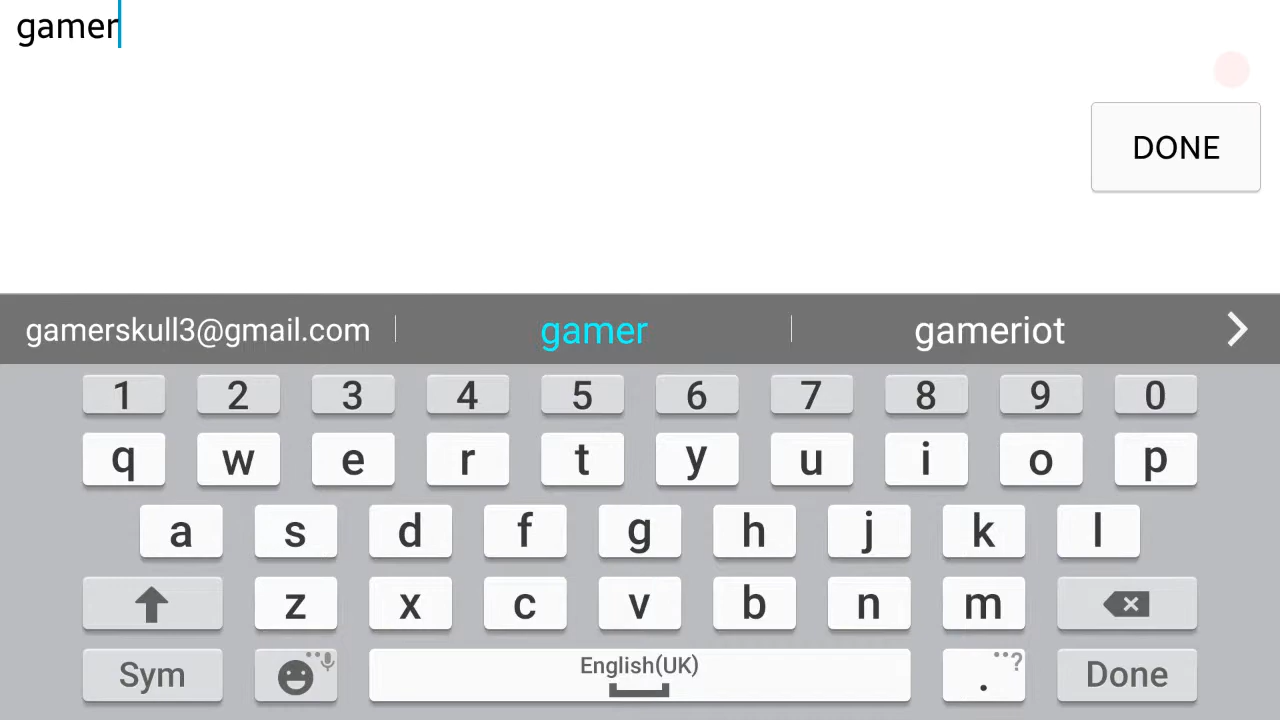 gamer
DONE
gamerskull3@gmail.com gamer gameriot
1 2 3 4 5 6 7 8 9 0
q w e r t y u i o p
a s d f g h j k l
z x c v b n m
Sym English(UK) . ? Done